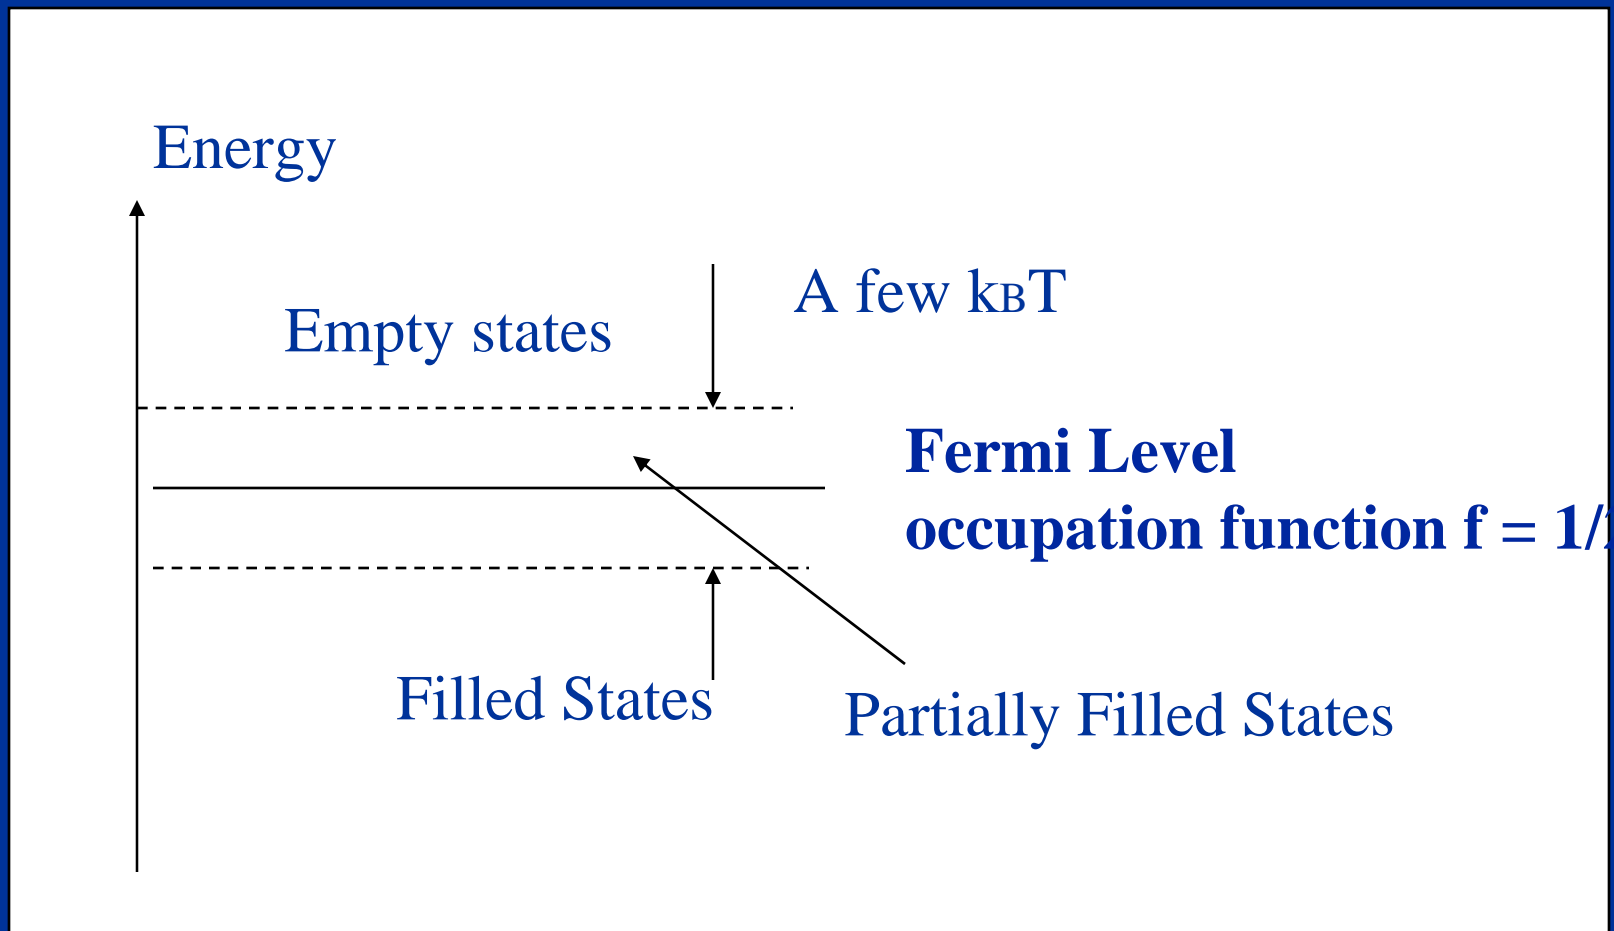 Energy
A few kBT
Empty states
Fermi Level
occupation function f = 1/
Filled States
Partially Filled States